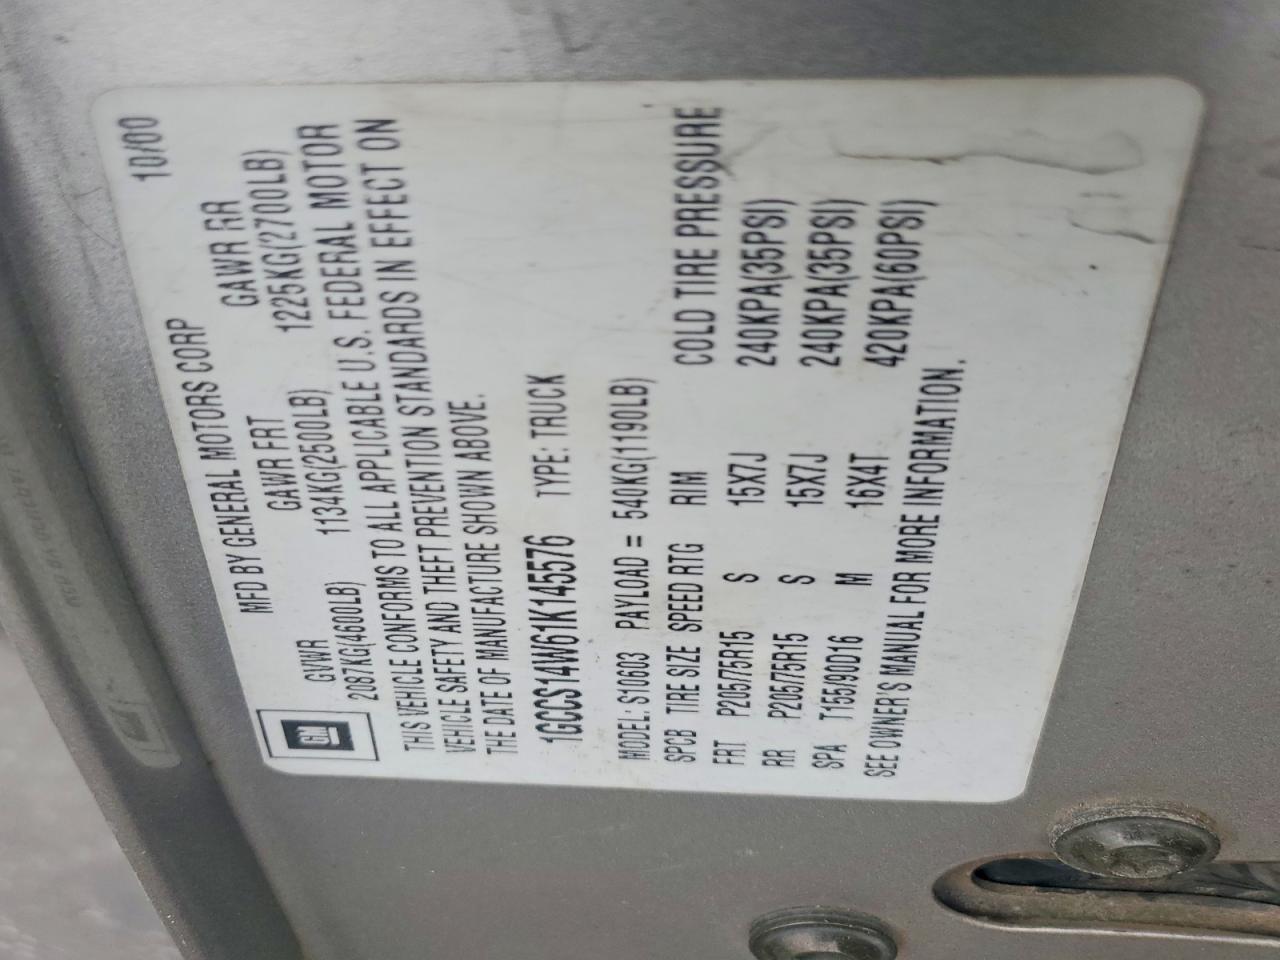 10/00
MFD BY GENERAL MOTORS CORP
GVWR GAWR FRT GAWR RR
2087KG(4600LB) 1134KG(2500LB) 1225KG(2700LB)
THIS VEHICLE CONFORMS TO ALL APPLICABLE U.S. FEDERAL MOTOR
VEHICLE SAFETY AND THEFT PREVENTION STANDARDS IN EFFECT ON
THE DATE OF MANUFACTURE SHOWN ABOVE.
GM
1GCCS14W61K145576 TYPE: TRUCK
MODEL: S10603 PAYLOAD = 540KG(1190LB)
SPCB TIRE SIZE SPEED RTG RIM COLD TIRE PRESSURE
FRT P205/75R15 S 15X7J 240KPA(35PSI)
RR P205/75R15 S 15X7J 240KPA(35PSI)
SPA T155/90D16 M 16X4T 420KPA(60PSI)
SEE OWNER'S MANUAL FOR MORE INFORMATION.